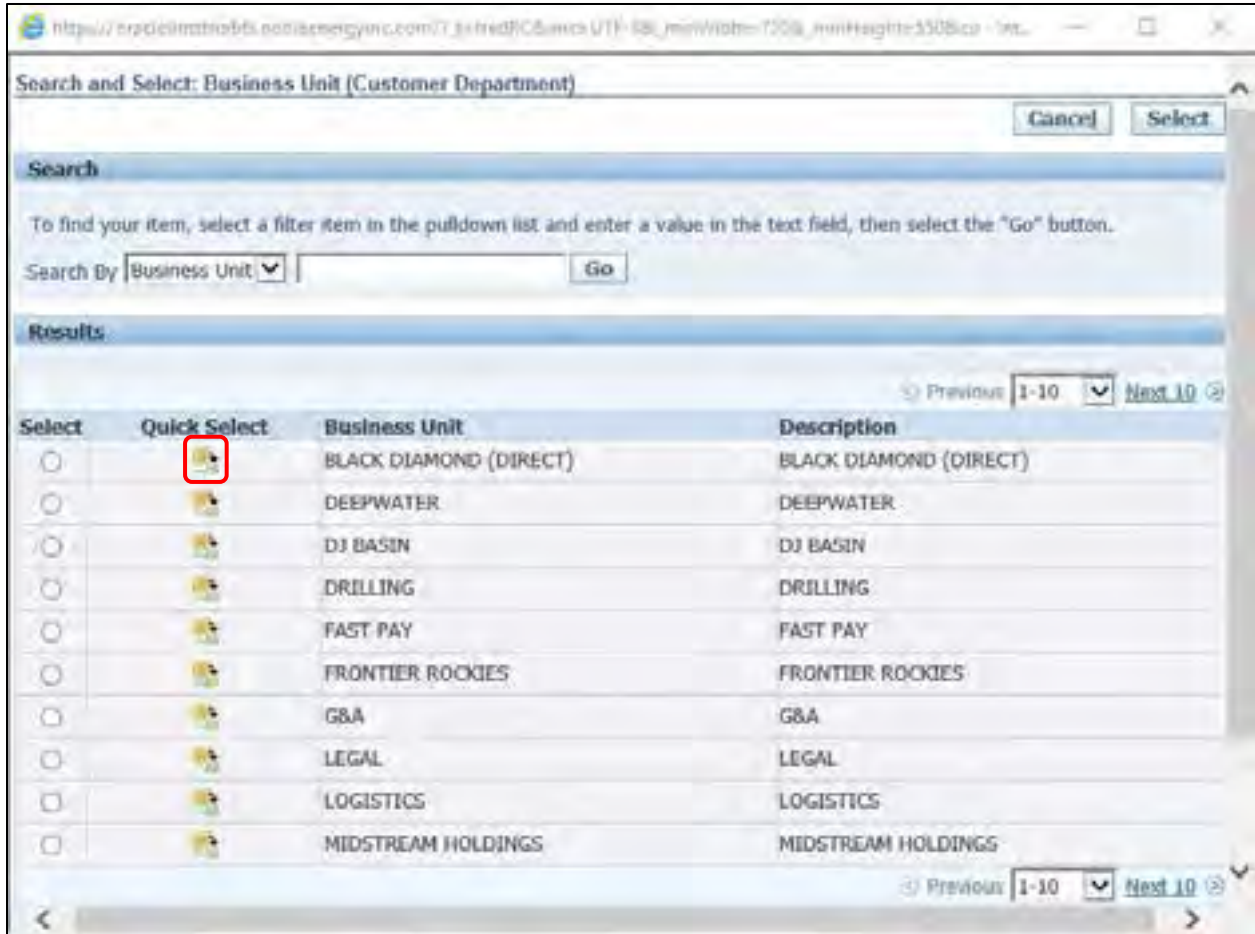 Search and Select: Business Unit (Customer Department)
Cancel Select
Search
To find your item, select a filter item in the pulldown list and enter a value in the text field, then select the "Go" button.
Search By Business Unit Go
Results
Previous 1-10 Next 10
Select Quick Select Business Unit Description
BLACK DIAMOND (DIRECT) BLACK DIAMOND (DIRECT)
DEEPWATER DEEPWATER
DJ BASIN DJ BASIN
DRILLING DRILLING
FAST PAY FAST PAY
FRONTIER ROCKIES FRONTIER ROCKIES
G&A G&A
LEGAL LEGAL
LOGISTICS LOGISTICS
MIDSTREAM HOLDINGS MIDSTREAM HOLDINGS
Previous 1-10 Next 10